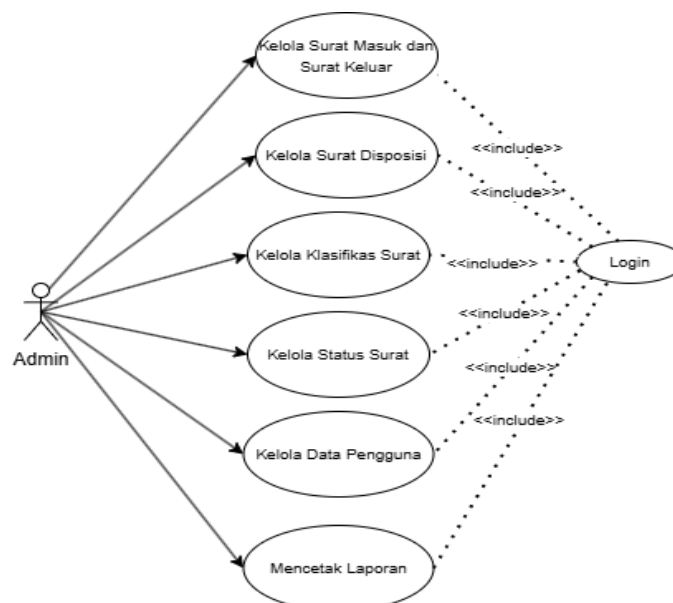 Kelola Surat Masuk dan
Surat Keluar
<<include>>
Kelola Surat Disposisi
<<include>>
Kelola Klasifikas Surat
<<include>>
Login
Admin
Kelola Status Surat
<<include>>
<<include>>
Kelola Data Pengguna
<<include>>
Mencetak Laporan